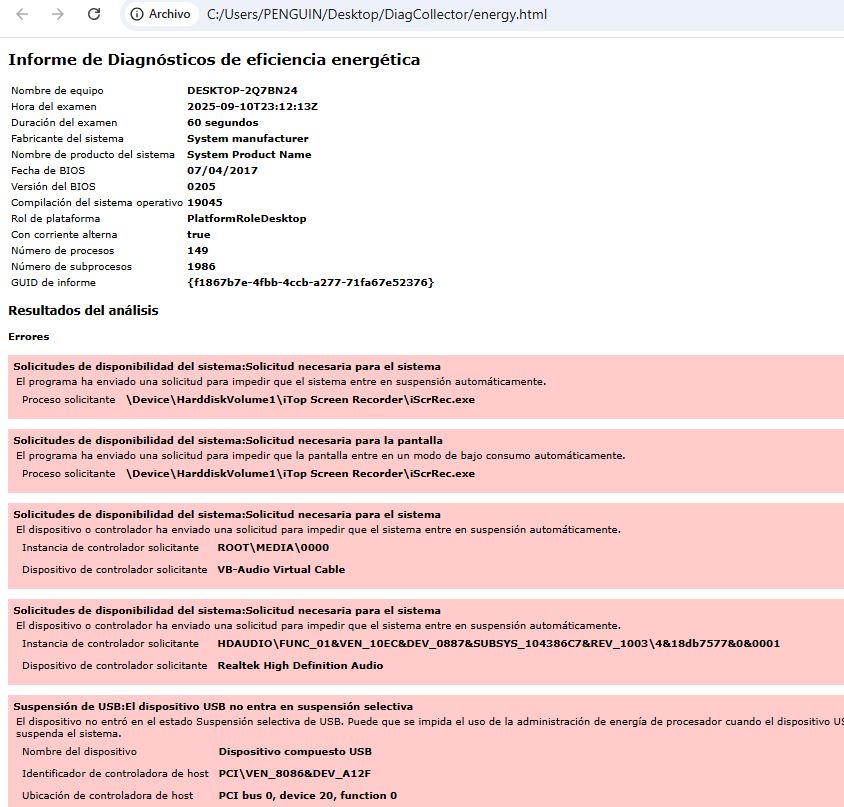 Archivo C:/Users/PENGUIN/Desktop/DiagCollector/energy.html
Informe de Diagnósticos de eficiencia energética
Nombre de equipo DESKTOP-2Q7BN24
Hora del examen 2025-09-10T23:12:13Z
Duración del examen 60 segundos
Fabricante del sistema System manufacturer
Nombre de producto del sistema System Product Name
Fecha de BIOS 07/04/2017
Versión del BIOS 0205
Compilación del sistema operativo 19045
Rol de plataforma PlatformRoleDesktop
Con corriente alterna true
Número de procesos 149
Número de subprocesos 1986
GUID de informe {f1867b7e-4fbb-4ccb-a277-71fa67e52376}
Resultados del análisis
Errores
Solicitudes de disponibilidad del sistema:Solicitud necesaria para el sistema
El programa ha enviado una solicitud para impedir que el sistema entre en suspensión automáticamente.
Proceso solicitante \Device\HarddiskVolume1\iTop Screen Recorder\iScrRec.exe
Solicitudes de disponibilidad del sistema:Solicitud necesaria para la pantalla
El programa ha enviado una solicitud para impedir que la pantalla entre en un modo de bajo consumo automáticamente.
Proceso solicitante \Device\HarddiskVolume1\iTop Screen Recorder\iScrRec.exe
Solicitudes de disponibilidad del sistema:Solicitud necesaria para el sistema
El dispositivo o controlador ha enviado una solicitud para impedir que el sistema entre en suspensión automáticamente.
Instancia de controlador solicitante ROOT\MEDIA\0000
Dispositivo de controlador solicitante VB-Audio Virtual Cable
Solicitudes de disponibilidad del sistema:Solicitud necesaria para el sistema
El dispositivo o controlador ha enviado una solicitud para impedir que el sistema entre en suspensión automáticamente.
Instancia de controlador solicitante HDAUDIO\FUNC_01&VEN_10EC&DEV_0887&SUBSYS_104386C7&REV_1003\4&18db7577&0&0001
Dispositivo de controlador solicitante Realtek High Definition Audio
Suspensión de USB:El dispositivo USB no entra en suspensión selectiva
El dispositivo no entró en el estado Suspensión selectiva de USB. Puede que se impida el uso de la administración de energía de procesador cuando el dispositivo US
suspenda el sistema.
Nombre del dispositivo Dispositivo compuesto USB
Identificador de controladora de host PCI\VEN_8086&DEV_A12F
Ubicación de controladora de host PCI bus 0, device 20, function 0